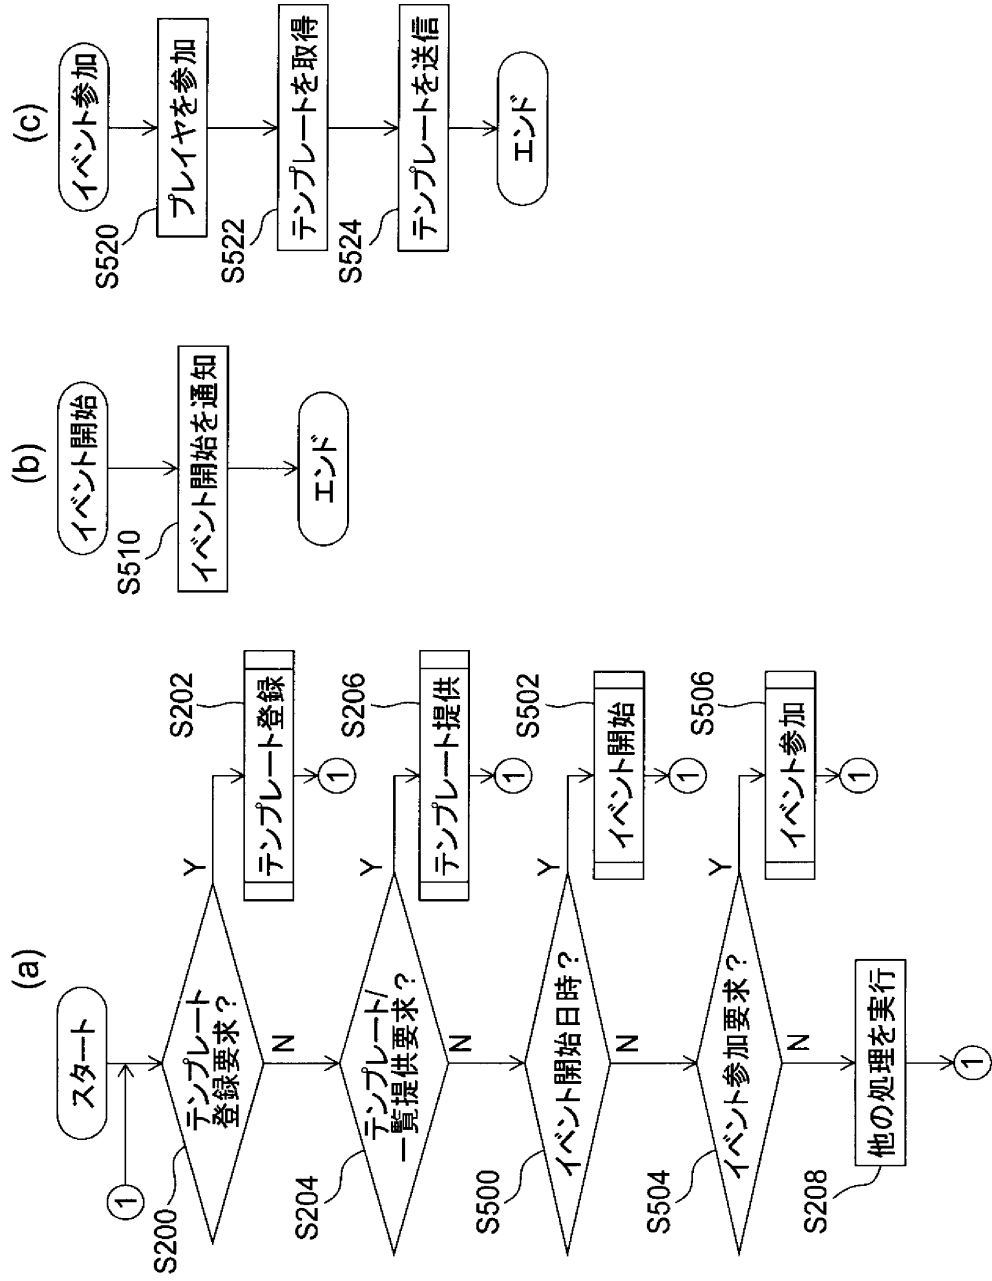 (a)
スタート
1
S200
テンプレート
登録要求?
Y
N
S202
テンプレート登録
1
S204
テンプレート/
一覧提供要求?
Y
N
S206
テンプレート提供
1
S500
イベント開始日時?
Y
N
S502
イベント開始
1
S504
イベント参加要求?
Y
N
S506
イベント参加
1
S208
他の処理を実行
1
(b)
イベント開始
S510
イベント開始を通知
エンド
(c)
イベント参加
S520
プレイヤを参加
S522
テンプレートを取得
S524
テンプレートを送信
エンド